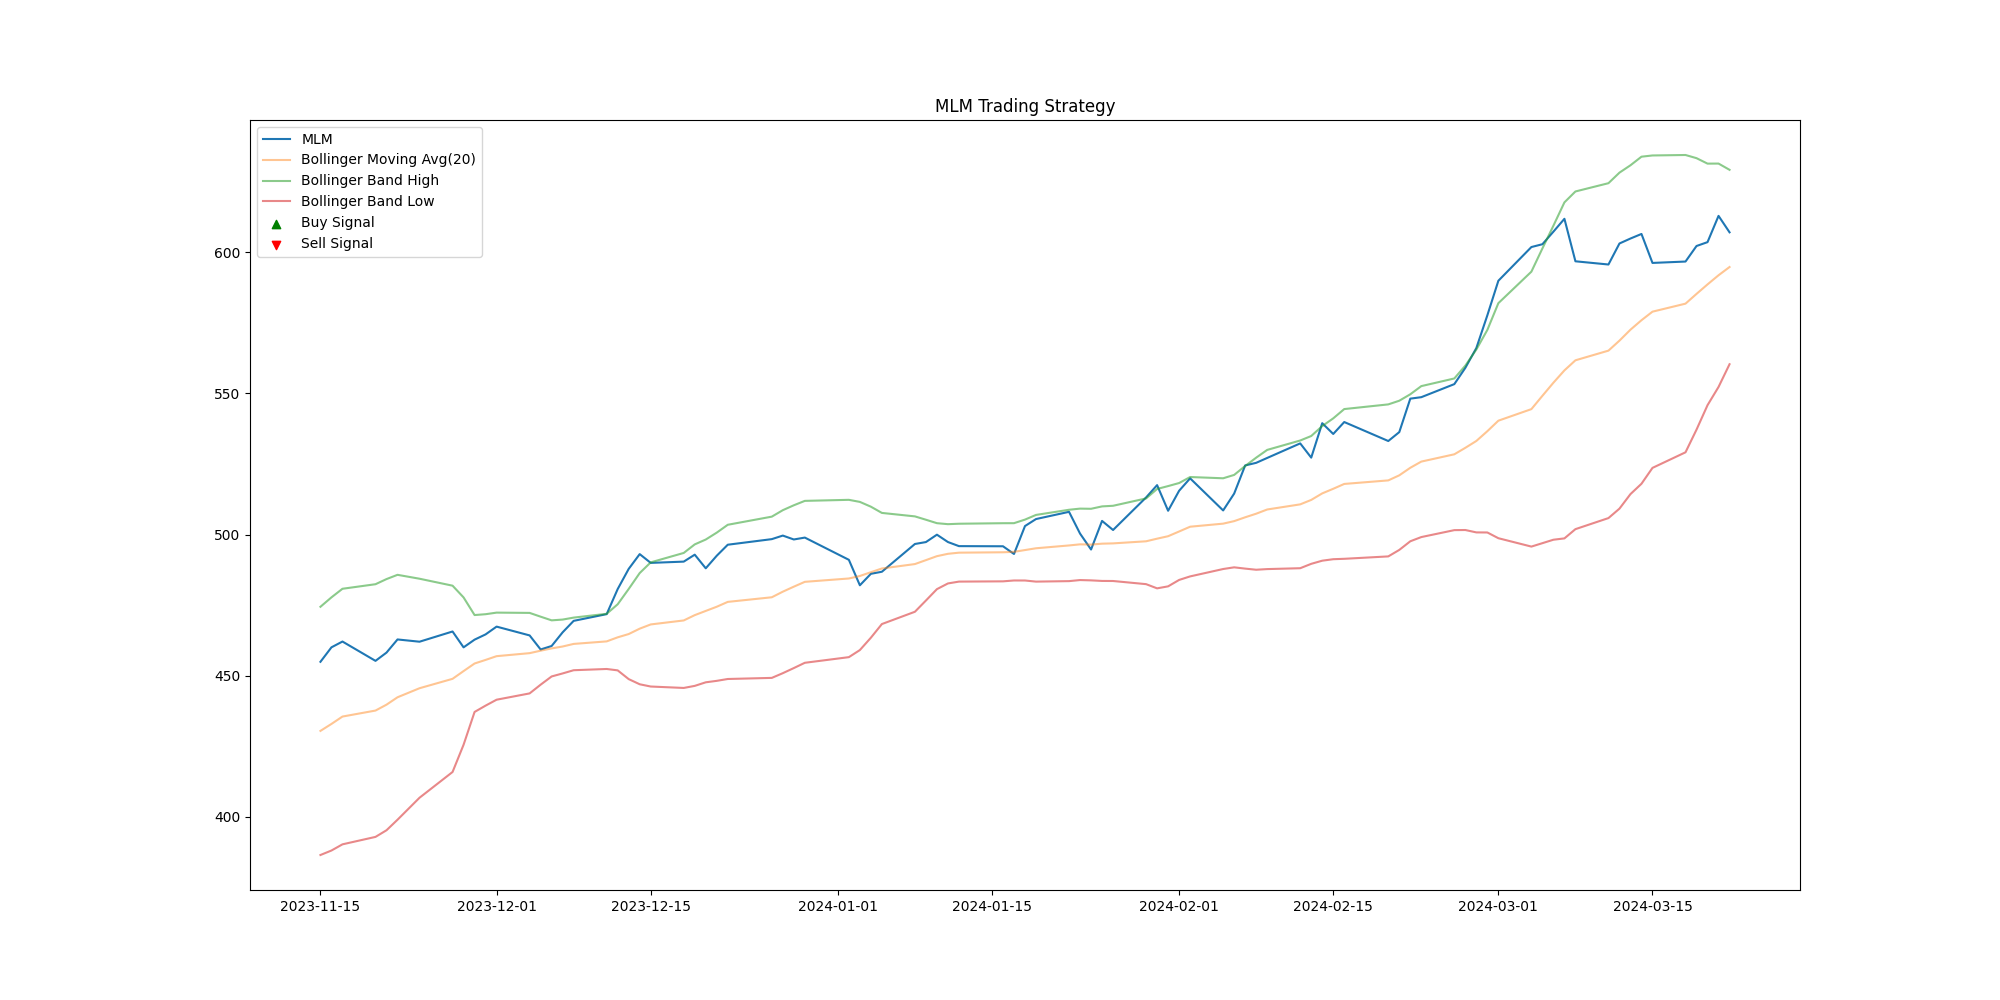 MLM Trading Strategy
MLM
Bollinger Moving Avg(20)
Bollinger Band High
Bollinger Band Low
Buy Signal
Sell Signal
600
550
500
450
400
2023-11-15
2023-12-01
2023-12-15
2024-01-01
2024-01-15
2024-02-01
2024-02-15
2024-03-01
2024-03-15